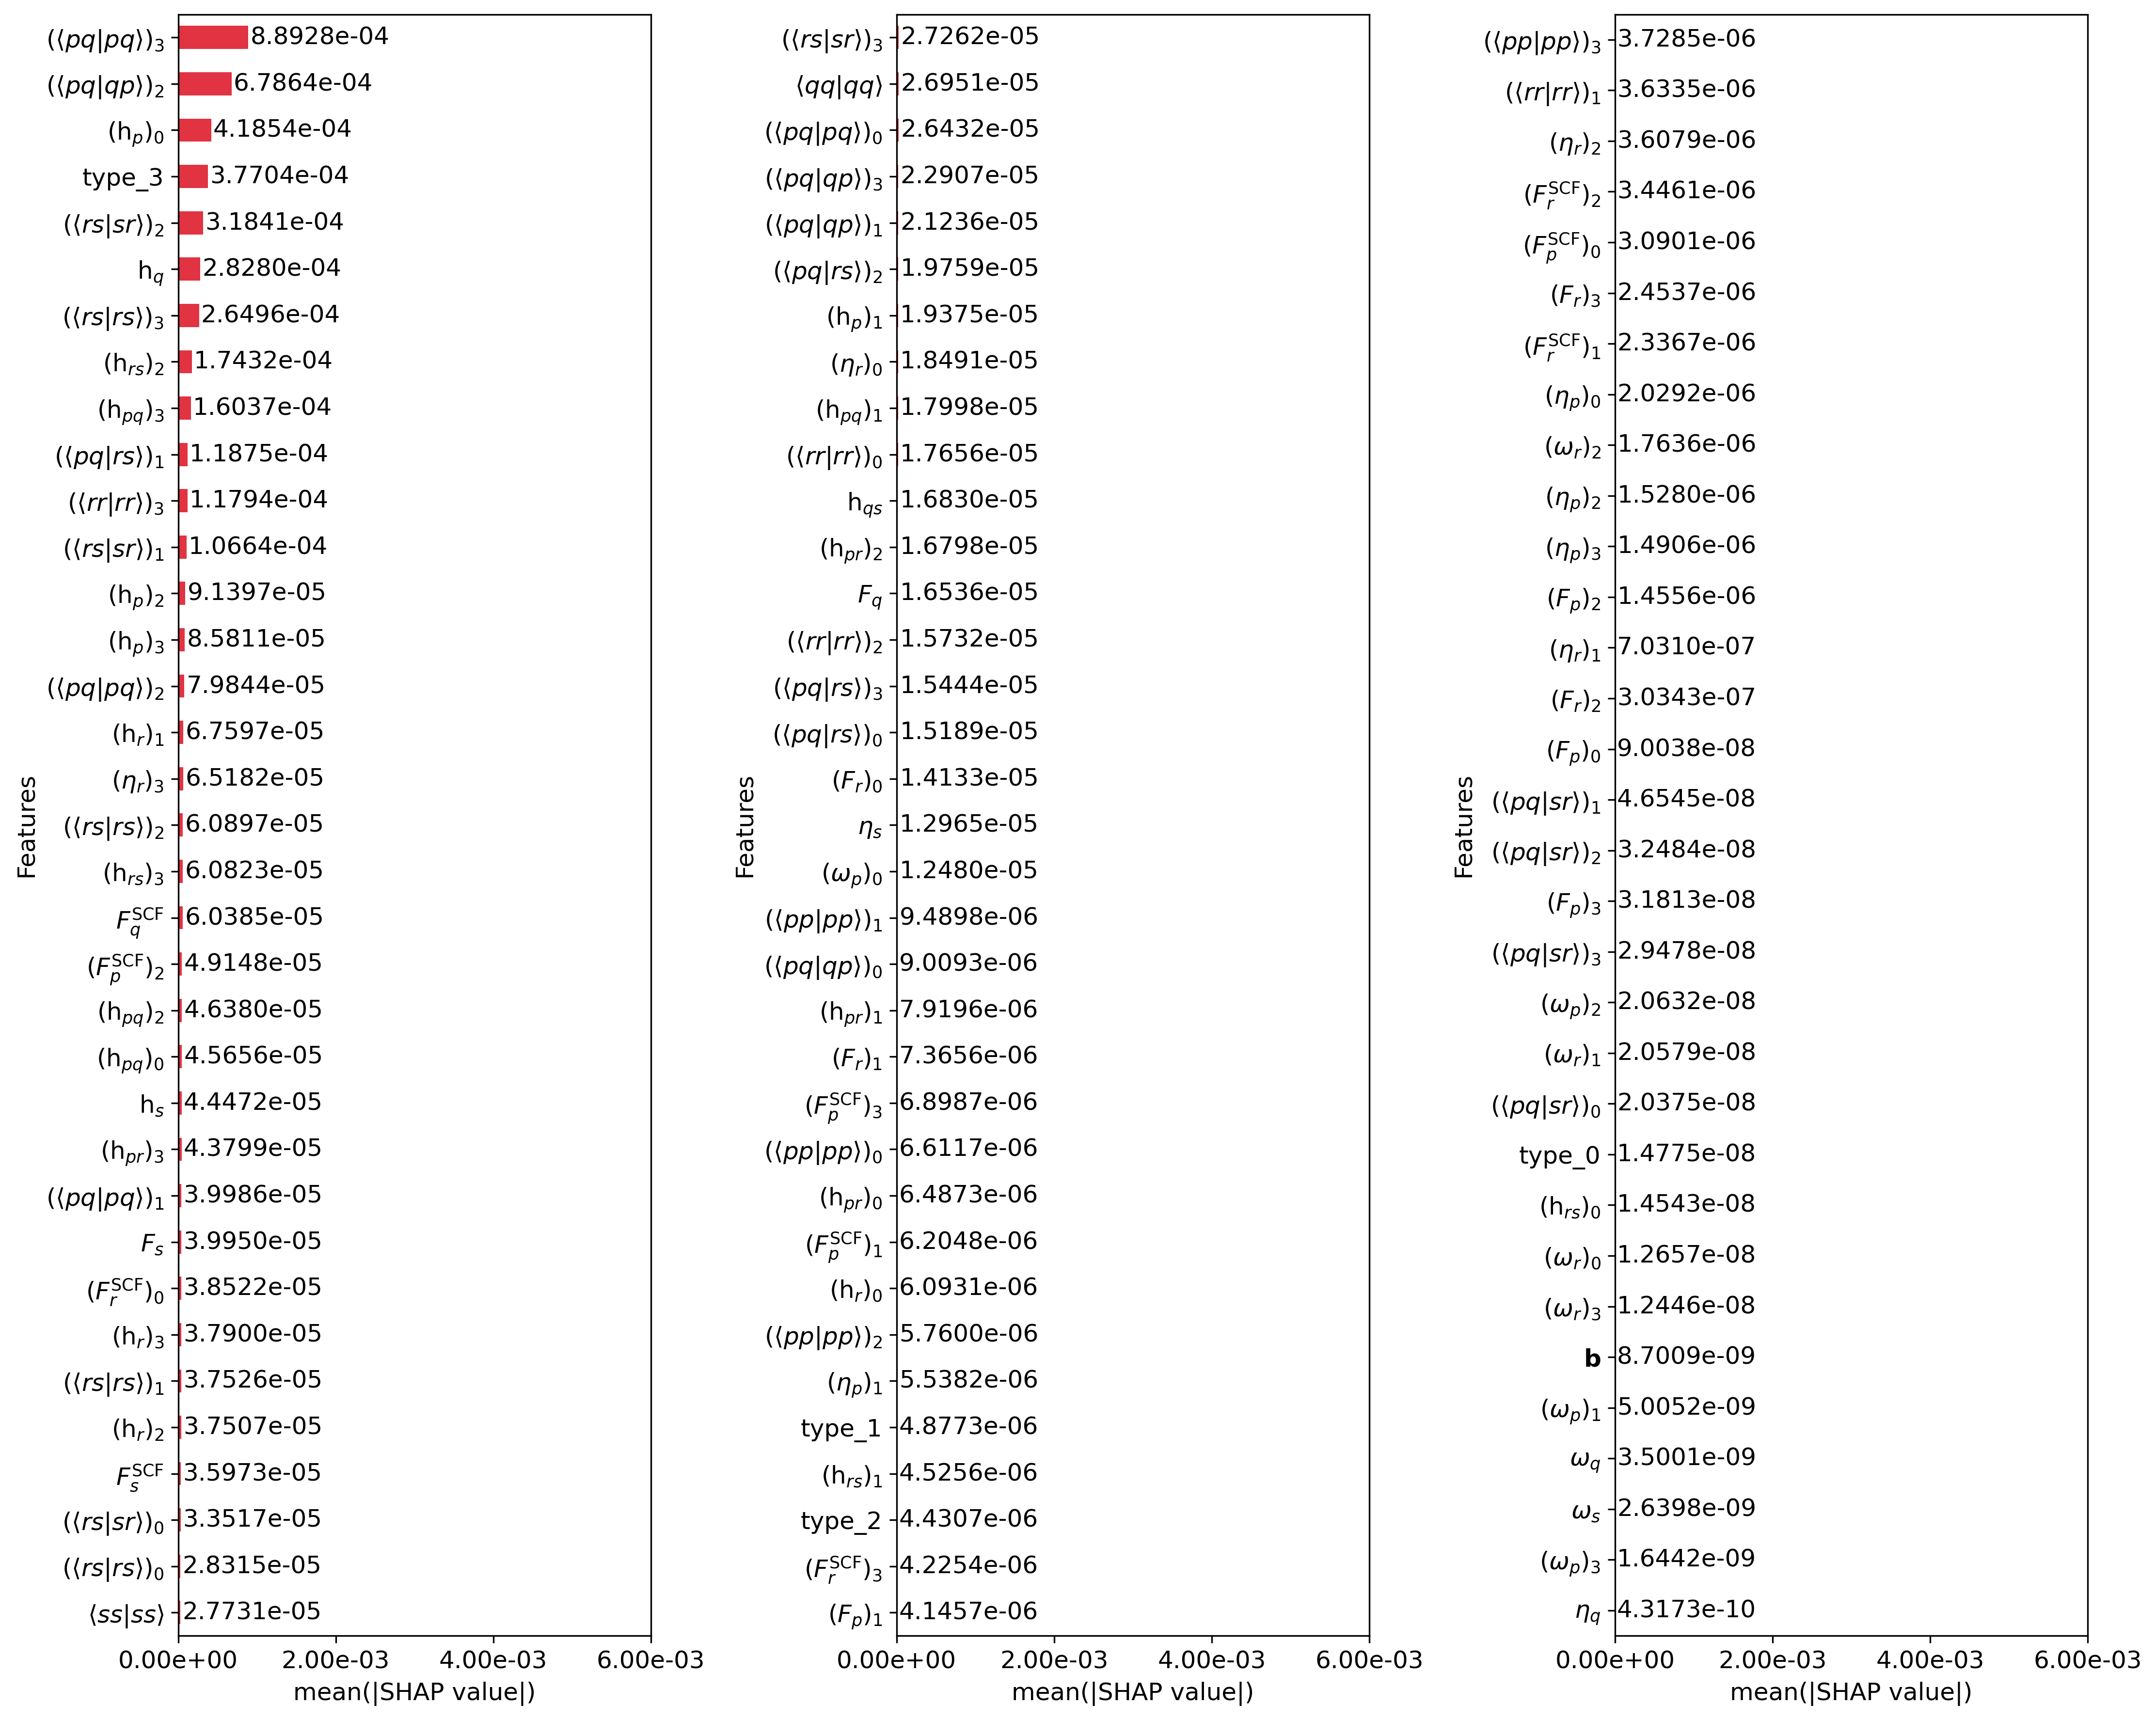 (⟨pq|pq⟩)₃ 8.8928e-04
(⟨pq|qp⟩)₂ 6.7864e-04
(hₚ)₀ 4.1854e-04
type_3 3.7704e-04
(⟨rs|sr⟩)₂ 3.1841e-04
h_q 2.8280e-04
(⟨rs|rs⟩)₃ 2.6496e-04
(h_rs)₂ 1.7432e-04
(h_pq)₃ 1.6037e-04
(⟨pq|rs⟩)₁ 1.1875e-04
(⟨rr|rr⟩)₃ 1.1794e-04
(⟨rs|sr⟩)₁ 1.0664e-04
(hₚ)₂ 9.1397e-05
(hₚ)₃ 8.5811e-05
(⟨pq|pq⟩)₂ 7.9844e-05
(h_r)₁ 6.7597e-05
(η_r)₃ 6.5182e-05
(⟨rs|rs⟩)₂ 6.0897e-05
(h_rs)₃ 6.0823e-05
F_q^SCF 6.0385e-05
(F_p^SCF)₂ 4.9148e-05
(h_pq)₂ 4.6380e-05
(h_pq)₀ 4.5656e-05
h_s 4.4472e-05
(h_pr)₃ 4.3799e-05
(⟨pq|pq⟩)₁ 3.9986e-05
F_s 3.9950e-05
(F_r^SCF)₀ 3.8522e-05
(h_r)₃ 3.7900e-05
(⟨rs|rs⟩)₁ 3.7526e-05
(h_r)₂ 3.7507e-05
F_s^SCF 3.5973e-05
(⟨rs|sr⟩)₀ 3.3517e-05
(⟨rs|rs⟩)₀ 2.8315e-05
⟨ss|ss⟩ 2.7731e-05
Features
0.00e+00 2.00e-03 4.00e-03 6.00e-03
mean(|SHAP value|)
(⟨rs|sr⟩)₃ 2.7262e-05
⟨qq|qq⟩ 2.6951e-05
(⟨pq|pq⟩)₀ 2.6432e-05
(⟨pq|qp⟩)₃ 2.2907e-05
(⟨pq|qp⟩)₁ 2.1236e-05
(⟨pq|rs⟩)₂ 1.9759e-05
(hₚ)₁ 1.9375e-05
(η_r)₀ 1.8491e-05
(h_pq)₁ 1.7998e-05
(⟨rr|rr⟩)₀ 1.7656e-05
h_qs 1.6830e-05
(h_pr)₂ 1.6798e-05
F_q 1.6536e-05
(⟨rr|rr⟩)₂ 1.5732e-05
(⟨pq|rs⟩)₃ 1.5444e-05
(⟨pq|rs⟩)₀ 1.5189e-05
(F_r)₀ 1.4133e-05
η_s 1.2965e-05
(ω_p)₀ 1.2480e-05
(⟨pp|pp⟩)₁ 9.4898e-06
(⟨pq|qp⟩)₀ 9.0093e-06
(h_pr)₁ 7.9196e-06
(F_r)₁ 7.3656e-06
(F_p^SCF)₃ 6.8987e-06
(⟨pp|pp⟩)₀ 6.6117e-06
(h_pr)₀ 6.4873e-06
(F_p^SCF)₁ 6.2048e-06
(h_r)₀ 6.0931e-06
(⟨pp|pp⟩)₂ 5.7600e-06
(η_p)₁ 5.5382e-06
type_1 4.8773e-06
(h_rs)₁ 4.5256e-06
type_2 4.4307e-06
(F_r^SCF)₃ 4.2254e-06
(F_p)₁ 4.1457e-06
Features
0.00e+00 2.00e-03 4.00e-03 6.00e-03
mean(|SHAP value|)
(⟨pp|pp⟩)₃ 3.7285e-06
(⟨rr|rr⟩)₁ 3.6335e-06
(η_r)₂ 3.6079e-06
(F_r^SCF)₂ 3.4461e-06
(F_p^SCF)₀ 3.0901e-06
(F_r)₃ 2.4537e-06
(F_r^SCF)₁ 2.3367e-06
(η_p)₀ 2.0292e-06
(ω_r)₂ 1.7636e-06
(η_p)₂ 1.5280e-06
(η_p)₃ 1.4906e-06
(F_p)₂ 1.4556e-06
(η_r)₁ 7.0310e-07
(F_r)₂ 3.0343e-07
(F_p)₀ 9.0038e-08
(⟨pq|sr⟩)₁ 4.6545e-08
(⟨pq|sr⟩)₂ 3.2484e-08
(F_p)₃ 3.1813e-08
(⟨pq|sr⟩)₃ 2.9478e-08
(ω_p)₂ 2.0632e-08
(ω_r)₁ 2.0579e-08
(⟨pq|sr⟩)₀ 2.0375e-08
type_0 1.4775e-08
(h_rs)₀ 1.4543e-08
(ω_r)₀ 1.2657e-08
(ω_r)₃ 1.2446e-08
b 8.7009e-09
(ω_p)₁ 5.0052e-09
ω_q 3.5001e-09
ω_s 2.6398e-09
(ω_p)₃ 1.6442e-09
η_q 4.3173e-10
Features
0.00e+00 2.00e-03 4.00e-03 6.00e-03
mean(|SHAP value|)